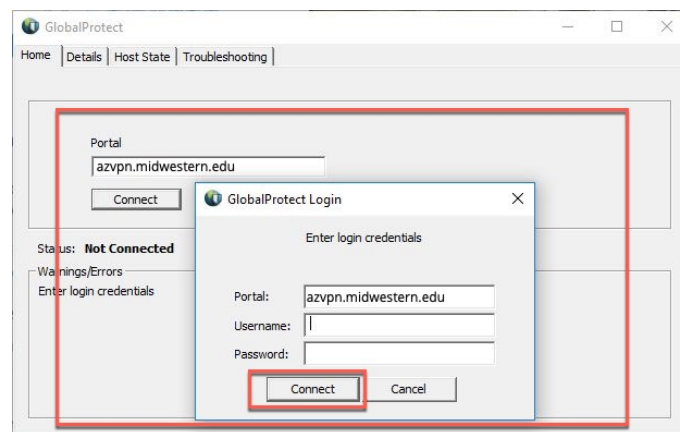 GlobalProtect
Home Details Host State Troubleshooting
Portal
azvpn.midwestern.edu
Connect
Status: Not Connected
Warnings/Errors
Enter login credentials
GlobalProtect Login
Enter login credentials
Portal: azvpn.midwestern.edu
Username:
Password:
Connect Cancel